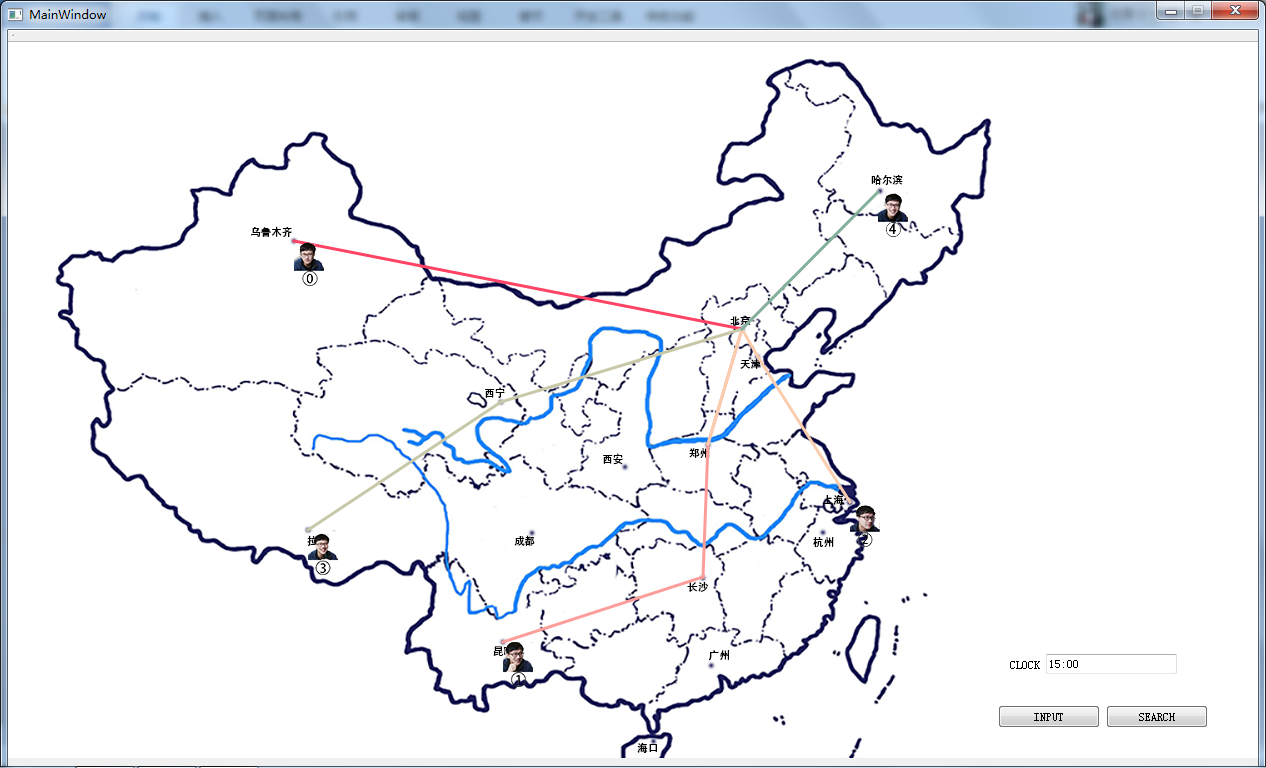 MainWindow
哈尔滨
④
乌鲁木齐
⓪
北京
天津
西宁
郑州
西安
上海
②
成都
杭州
拉
③
长沙
昆
①
广州
CLOCK 15:00
INPUT SEARCH
海口